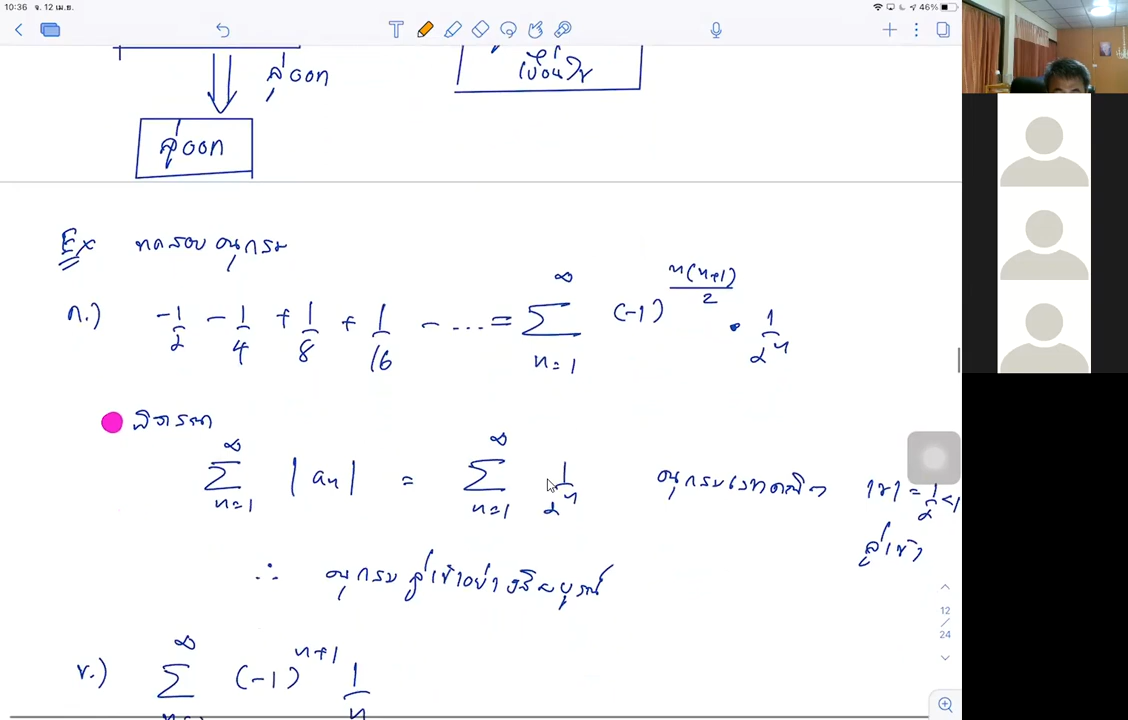 10:36 จ. 12 เม.ย.
46%
ลู่ออก
เงื่อนไข
ลู่ออก
Ex ทดสอบอนุกรม
ก.) -1/2 - 1/4 + 1/8 + 1/16 - ... = ∑_{n=1}^{∞} (-1)^{n(n+1)/2} • 1/2^n
พิจารณา
∑_{n=1}^{∞} |a_n| = ∑_{n=1}^{∞} 1/2^n อนุกรมเรขาคณิต |r| = 1/2 < 1
ลู่เข้า
∴ อนุกรมลู่เข้าอย่างสัมบูรณ์
ข.) ∑ ∞ (-1)^{n+1} 1/n
12
/
24